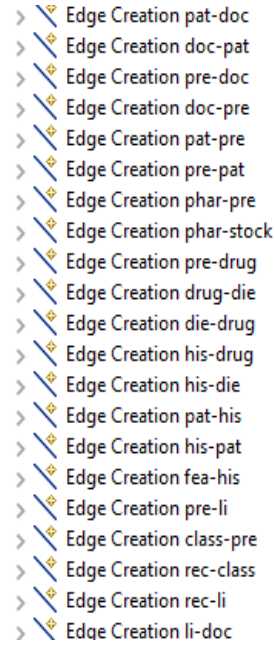 Edge Creation pat-doc
Edge Creation doc-pat
Edge Creation pre-doc
Edge Creation doc-pre
Edge Creation pat-pre
Edge Creation pre-pat
Edge Creation phar-pre
Edge Creation phar-stock
Edge Creation pre-drug
Edge Creation drug-die
Edge Creation die-drug
Edge Creation his-drug
Edge Creation his-die
Edge Creation pat-his
Edge Creation his-pat
Edge Creation fea-his
Edge Creation pre-li
Edge Creation class-pre
Edge Creation rec-class
Edge Creation rec-li
Edge Creation li-doc